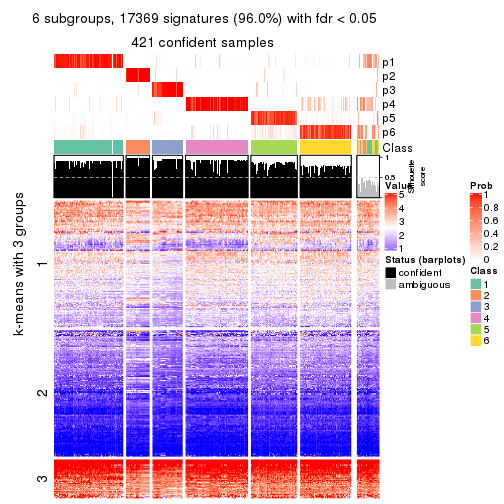 6 subgroups, 17369 signatures (96.0%) with fdr < 0.05
421 confident samples
p1
p2
p3
p4
p5
p6
Class
1
0.5
0
Silhouette
score
k-means with 3 groups
1
2
3
Value
5
4
3
2
1
Status (barplots)
confident
ambiguous
Prob
1
0.8
0.6
0.4
0.2
0
Class
1
2
3
4
5
6